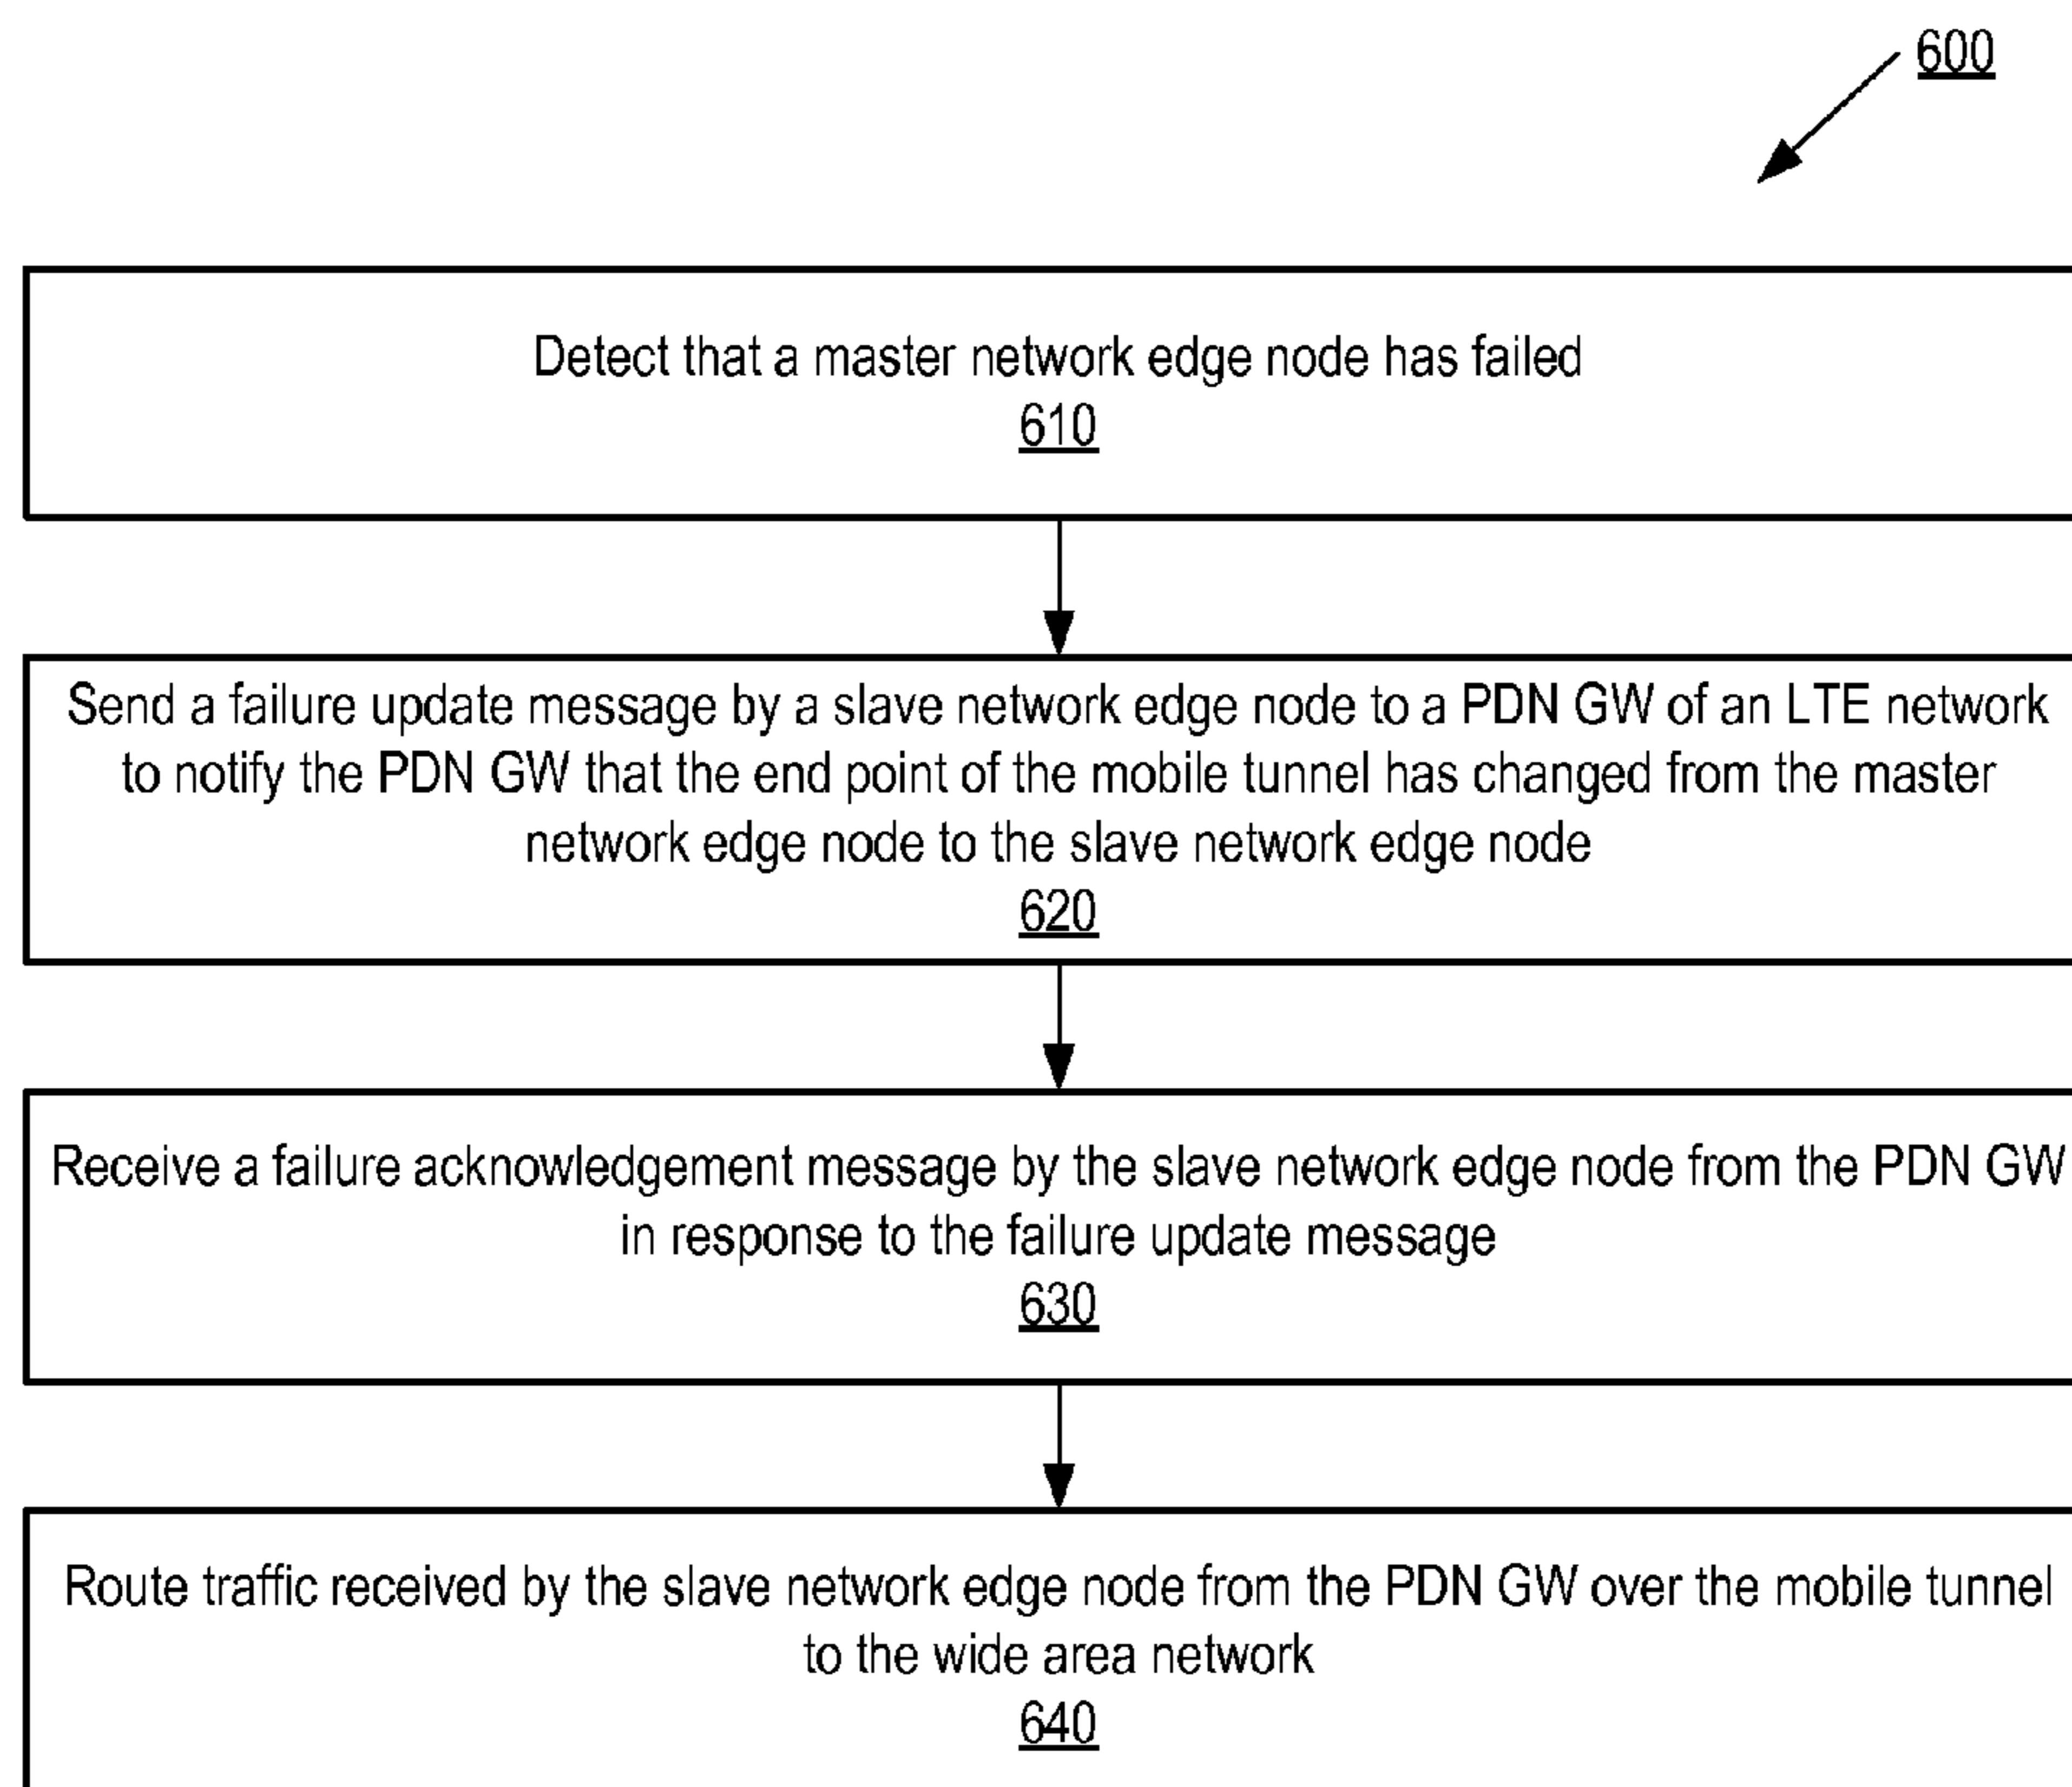 600
Detect that a master network edge node has failed
610
Send a failure update message by a slave network edge node to a PDN GW of an LTE network
to notify the PDN GW that the end point of the mobile tunnel has changed from the master
network edge node to the slave network edge node
620
Receive a failure acknowledgement message by the slave network edge node from the PDN GW
in response to the failure update message
630
Route traffic received by the slave network edge node from the PDN GW over the mobile tunnel
to the wide area network
640